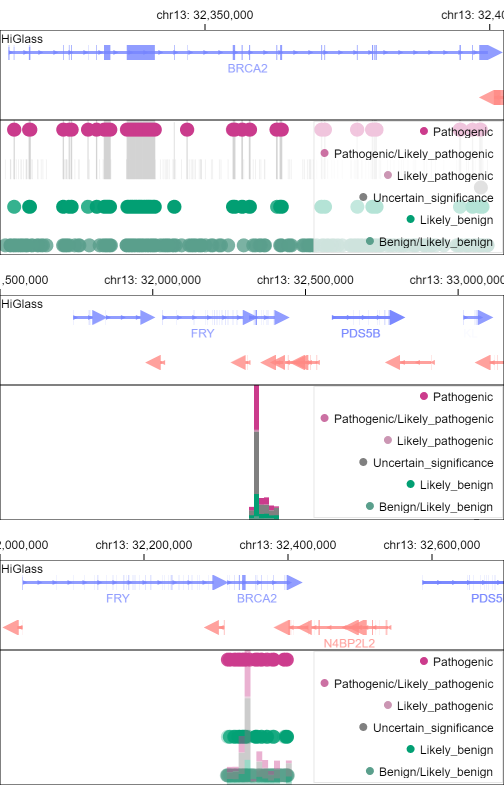 chr13: 32,350,000
chr13: 32,40
HiGlass
BRCA2
Pathogenic
Pathogenic/Likely_pathogenic
Likely_pathogenic
Uncertain_significance
Likely_benign
Benign/Likely_benign
,500,000
chr13: 32,000,000
chr13: 32,500,000
chr13: 33,000,000
HiGlass
FRY
PDS5B
Pathogenic
Pathogenic/Likely_pathogenic
Likely_pathogenic
Uncertain_significance
Likely_benign
Benign/Likely_benign
2,000,000
chr13: 32,200,000
chr13: 32,400,000
chr13: 32,600,000
HiGlass
FRY
BRCA2
PDS5
N4BP2L2
Pathogenic
Pathogenic/Likely_pathogenic
Likely_pathogenic
Uncertain_significance
Likely_benign
Benign/Likely_benign